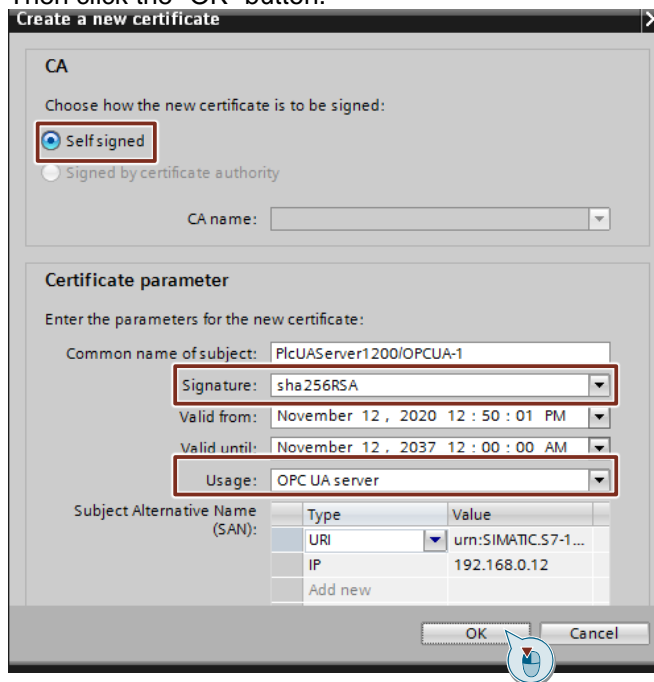 Then click the "OK" button.
Create a new certificate
CA
Choose how the new certificate is to be signed:
Self signed
Signed by certificate authority
CA name:
Certificate parameter
Enter the parameters for the new certificate:
Common name of subject: PlcUAServer1200/OPCUA-1
Signature: sha256RSA
Valid from: November 12, 2020 12:50:01 PM
Valid until: November 12, 2037 12:00:00 AM
Usage: OPC UA server
Subject Alternative Name (SAN):
Type Value
URI urn:SIMATIC.S7-1...
IP 192.168.0.12
Add new
OK Cancel